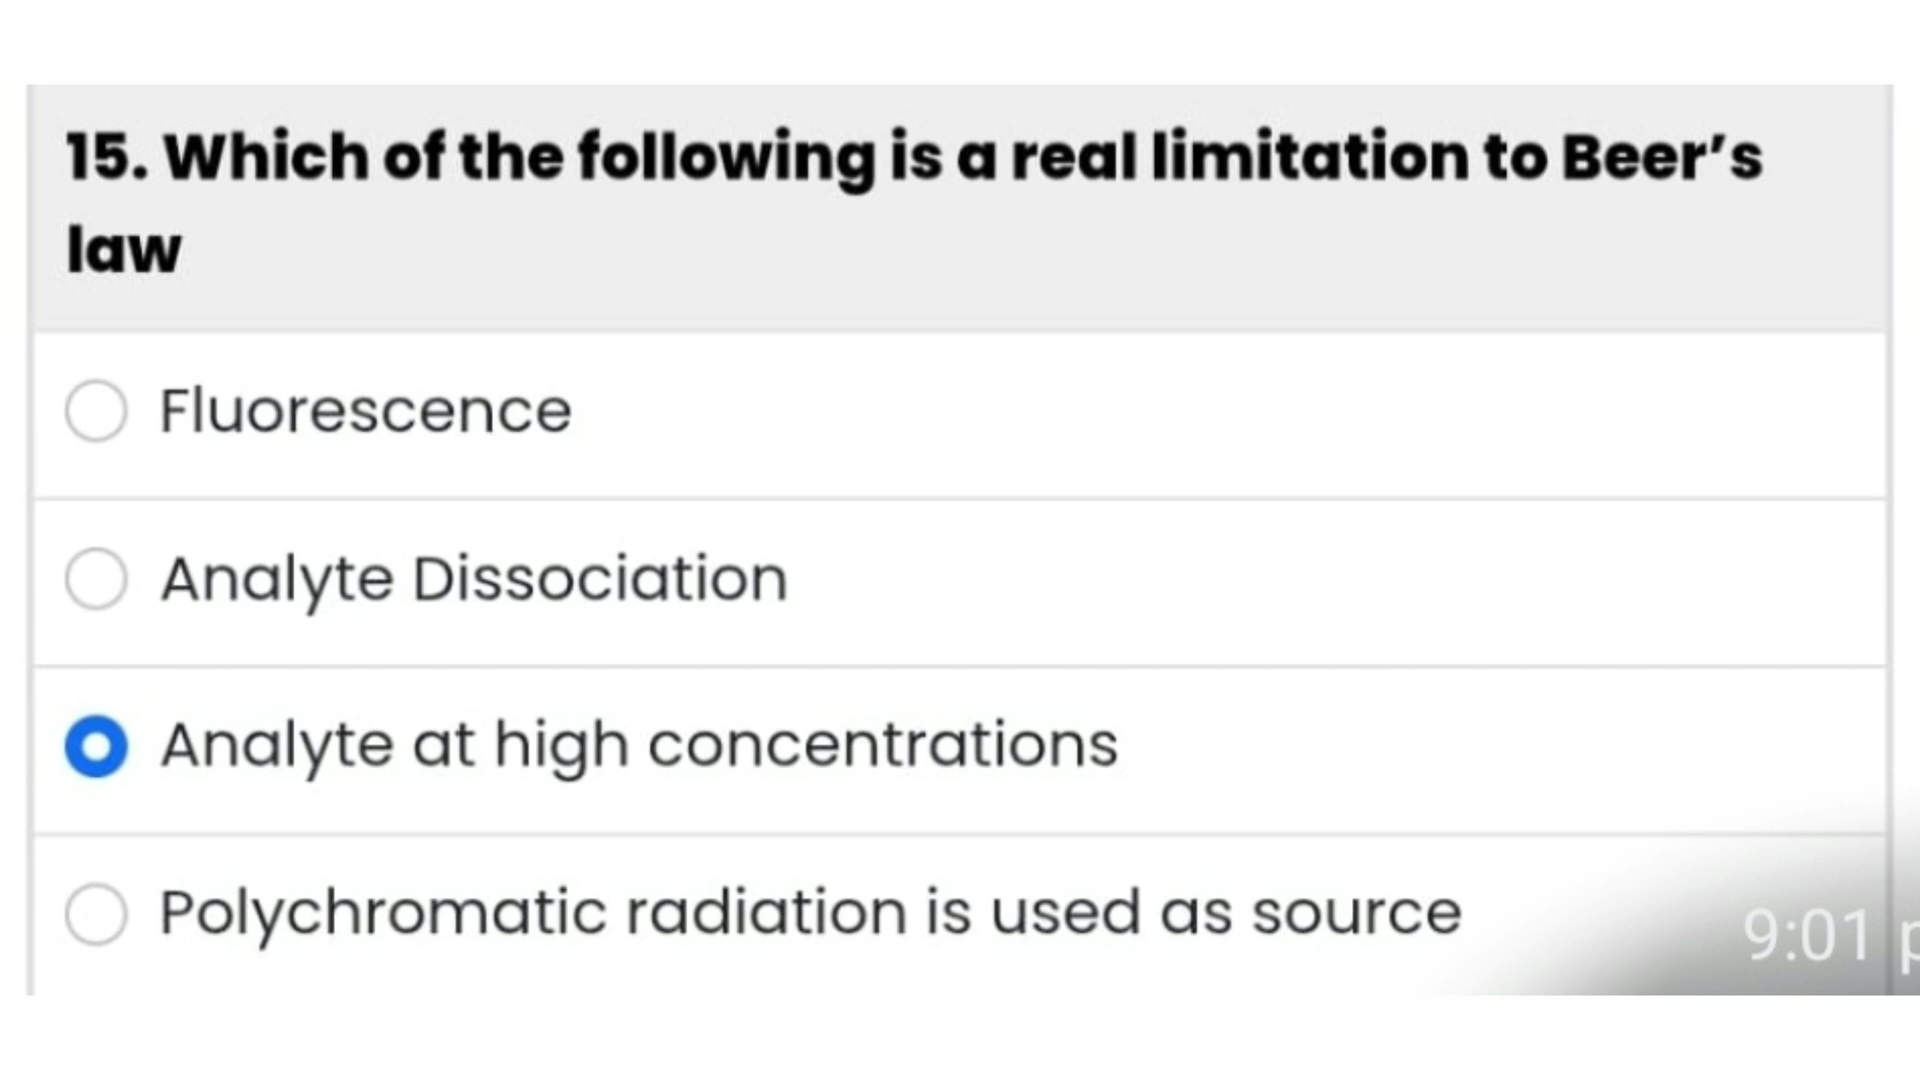 15. Which of the following is a real limitation to Beer’s
law
Fluorescence
Analyte Dissociation
Analyte at high concentrations
Polychromatic radiation is used as source
9:01